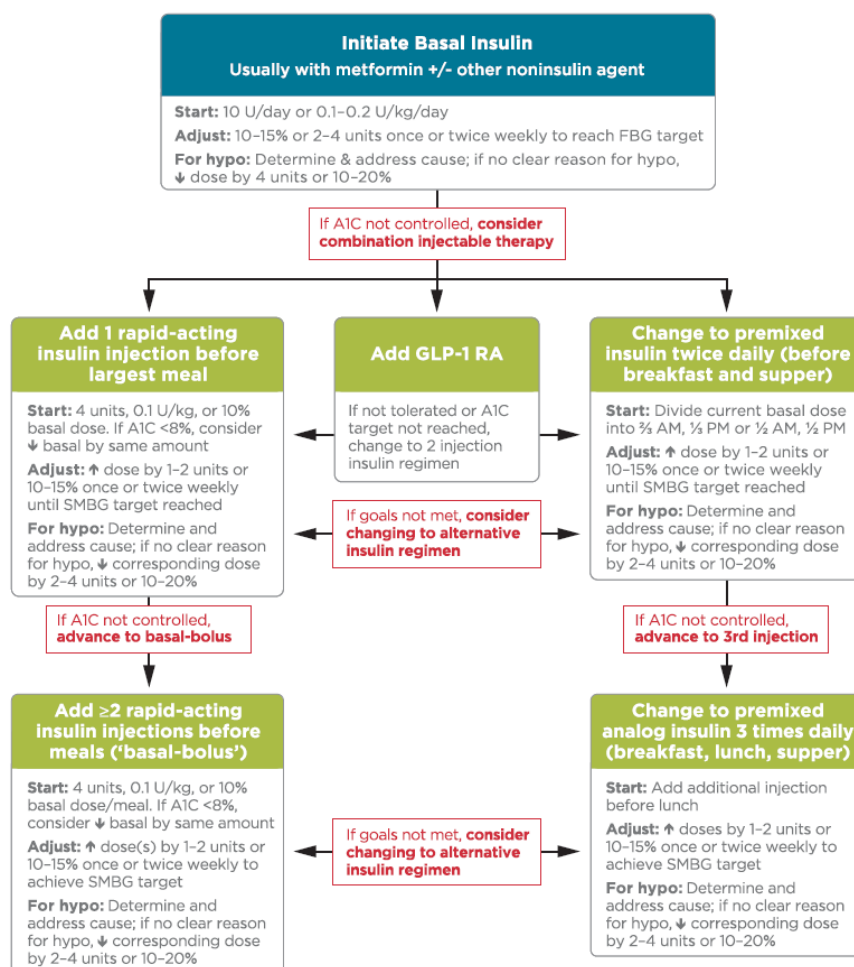 Initiate Basal Insulin
Usually with metformin +/- other noninsulin agent
Start: 10 U/day or 0.1–0.2 U/kg/day
Adjust: 10–15% or 2–4 units once or twice weekly to reach FBG target
For hypo: Determine & address cause; if no clear reason for hypo,
↓ dose by 4 units or 10–20%
If A1C not controlled, consider
combination injectable therapy
Add 1 rapid-acting
insulin injection before
largest meal
Start: 4 units, 0.1 U/kg, or 10%
basal dose. If A1C <8%, consider
↓ basal by same amount
Adjust: ↑ dose by 1–2 units or
10–15% once or twice weekly
until SMBG target reached
For hypo: Determine and
address cause; if no clear reason
for hypo, ↓ corresponding dose
by 2–4 units or 10–20%
Add GLP-1 RA
If not tolerated or A1C
target not reached,
change to 2 injection
insulin regimen
Change to premixed
insulin twice daily (before
breakfast and supper)
Start: Divide current basal dose
into ⅔ AM, ⅓ PM or ½ AM, ½ PM
Adjust: ↑ dose by 1–2 units or
10–15% once or twice weekly
until SMBG target reached
For hypo: Determine and
address cause; if no clear reason
for hypo, ↓ corresponding dose
by 2–4 units or 10–20%
If goals not met, consider
changing to alternative
insulin regimen
If A1C not controlled,
advance to basal-bolus
If A1C not controlled,
advance to 3rd injection
Add ≥2 rapid-acting
insulin injections before
meals (‘basal-bolus’)
Start: 4 units, 0.1 U/kg, or 10%
basal dose/meal. If A1C <8%,
consider ↓ basal by same amount
Adjust: ↑ dose(s) by 1–2 units or
10–15% once or twice weekly to
achieve SMBG target
For hypo: Determine and
address cause; if no clear reason
for hypo, ↓ corresponding dose
by 2–4 units or 10–20%
If goals not met, consider
changing to alternative
insulin regimen
Change to premixed
analog insulin 3 times daily
(breakfast, lunch, supper)
Start: Add additional injection
before lunch
Adjust: ↑ doses by 1–2 units or
10–15% once or twice weekly to
achieve SMBG target
For hypo: Determine and
address cause; if no clear reason
for hypo, ↓ corresponding dose
by 2–4 units or 10–20%